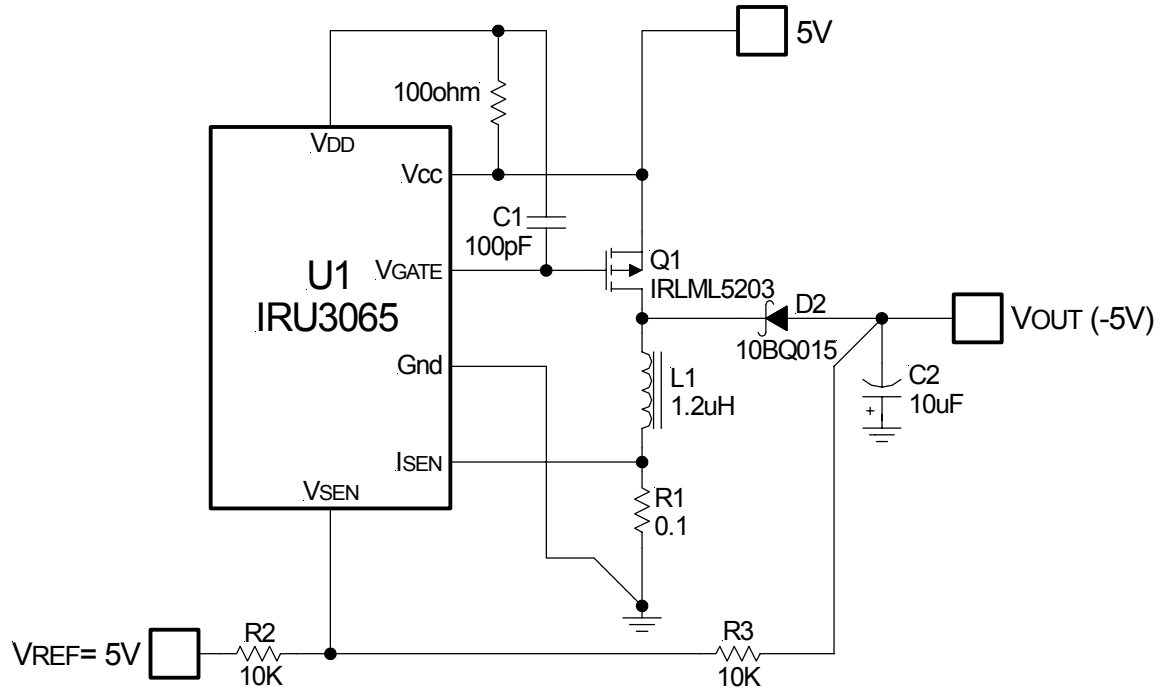 5V
100ohm
VDD
Vcc
C1
100pF
Q1
IRLML5203
VGATE
U1
IRU3065
D2
10BQ015
VOUT (-5V)
Gnd
L1
1.2uH
C2
10uF
+
ISEN
VSEN
R1
0.1
VREF= 5V
R2
10K
R3
10K